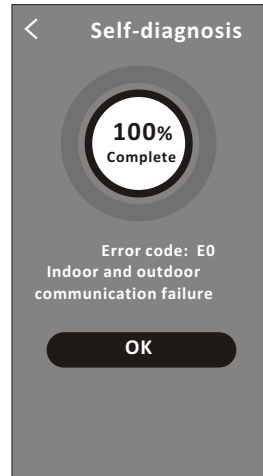 Self-diagnosis
100%
Complete
Error code: E0
Indoor and outdoor
communication failure
OK